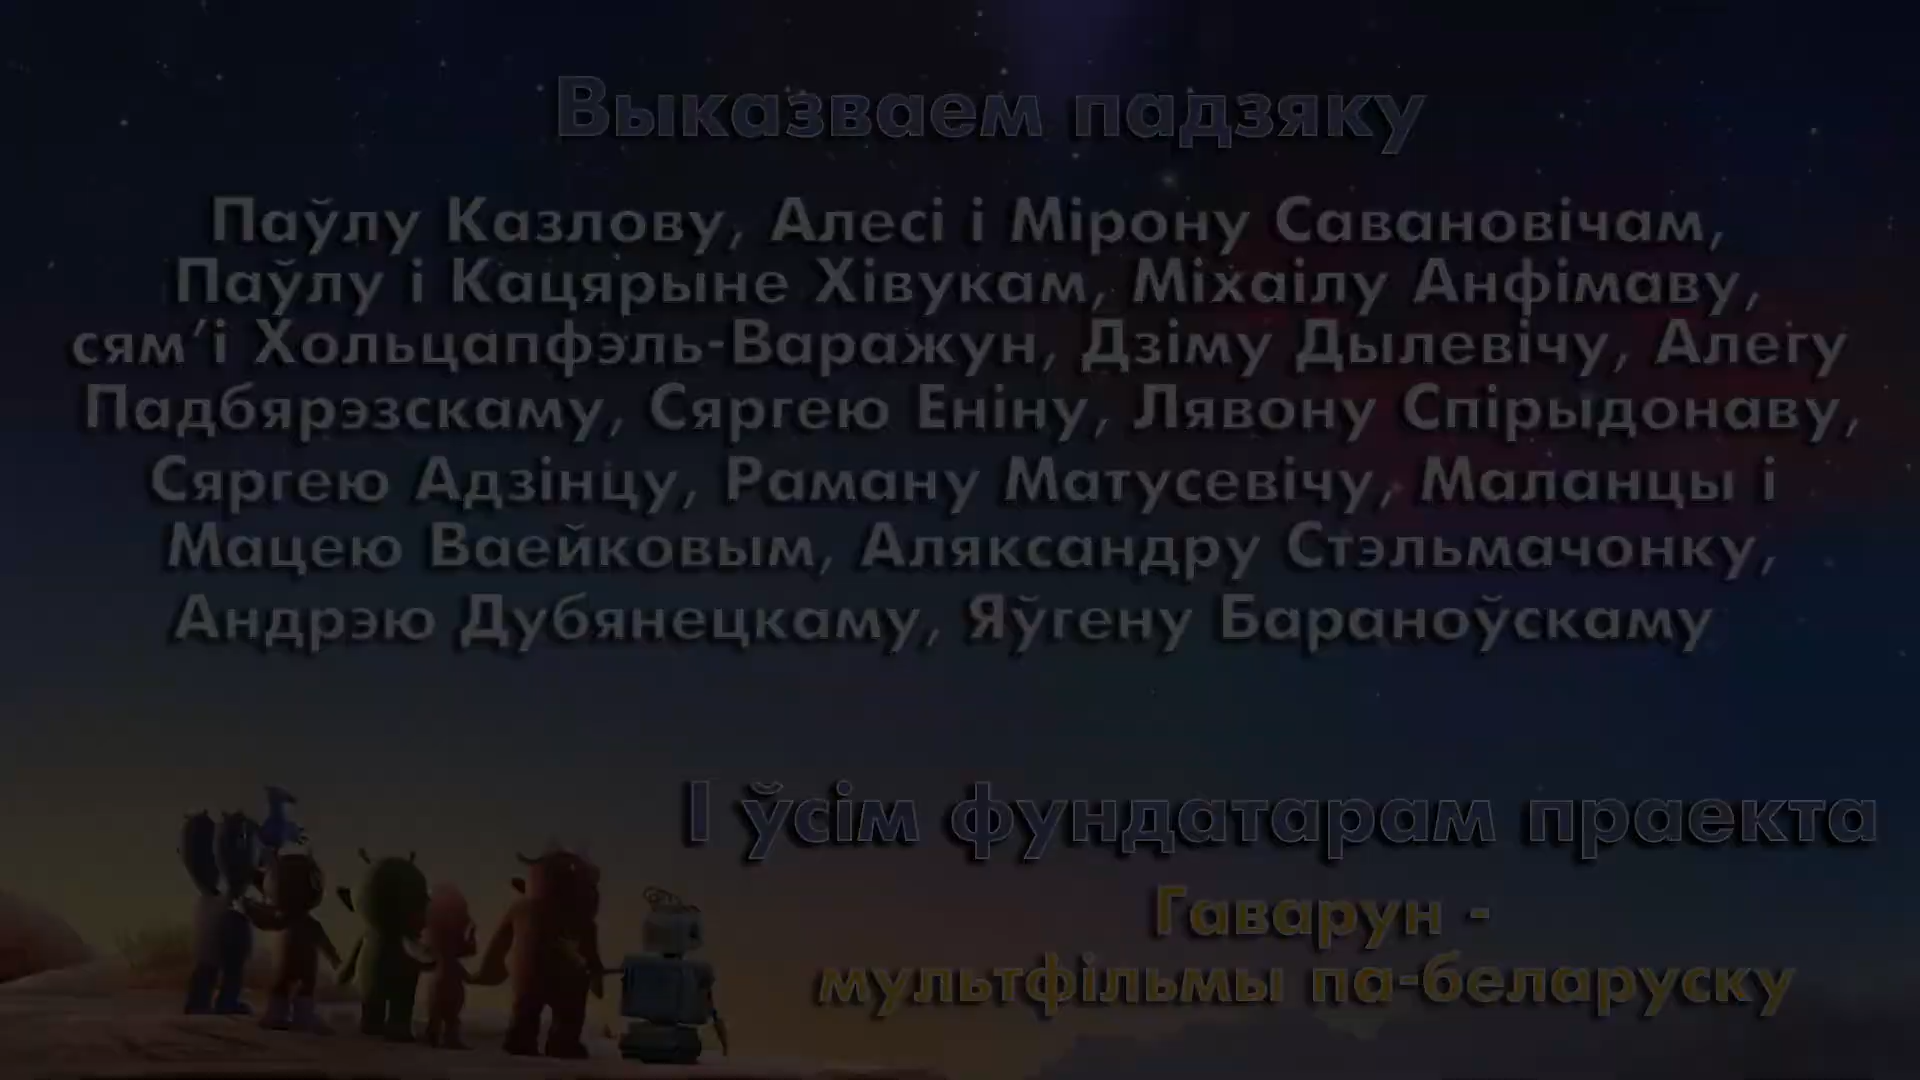 Выказваем падзяку
Паўлу Казлову, Алесі і Мірону Савановічам,
Паўлу і Кацярыне Хівукам, Міхаілу Анфімаву,
сям’і Хольцапфэль-Варажун, Дзіму Дылевічу, Алегу
Падбярэзскаму, Сяргею Еніну, Лявону Спірыдонаву,
Сяргею Адзінцу, Раману Матусевічу, Маланцы і
Мацею Ваейковым, Аляксандру Стэльмачонку,
Андрэю Дубянецкаму, Яўгену Бараноўскаму
І ўсім фундатарам праекта
Гаварун -
мультфільмы па-беларуску